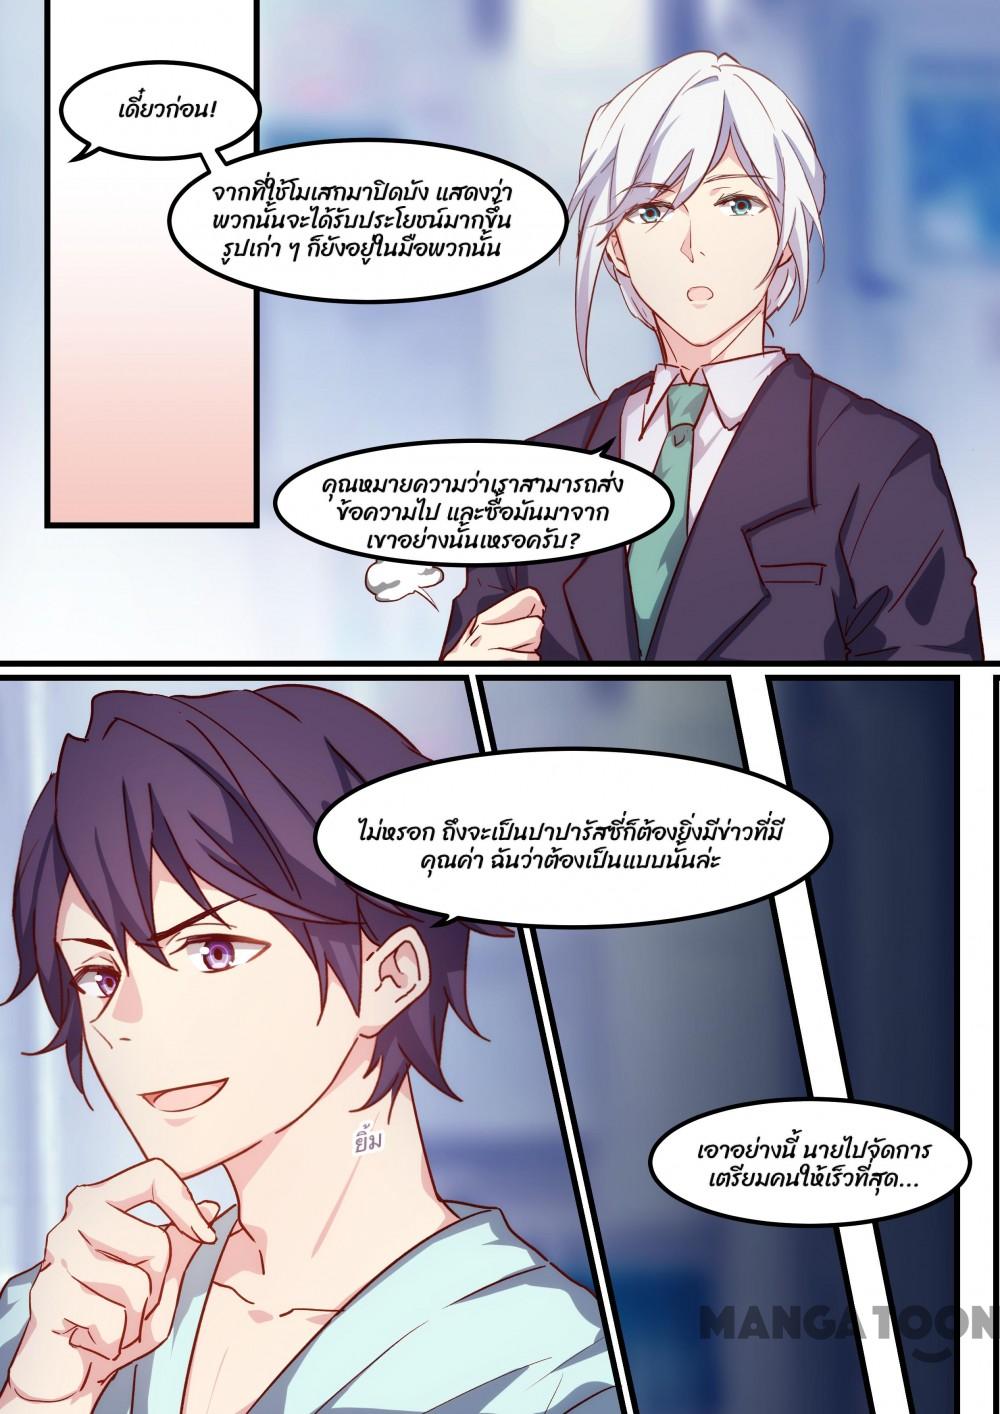 เดี๋ยวก่อน!
จากที่ใช้โมเสกมาปิดบัง แสดงว่า
พวกนั้นจะได้รับประโยชน์มากขึ้น
รูปเก่า ๆ ก็ยังอยู่ในมือพวกนั้น
คุณหมายความว่าเราสามารถส่ง
ข้อความไป และซื้อมันมาจาก
เขาอย่างนั้นเหรอครับ?
ไม่หรอก ถึงจะเป็นปาปารัสซี่ก็ต้องยิ่งมีข่าวที่มี
คุณค่า ฉันว่าต้องเป็นแบบนั้นล่ะ
ยิ้ม
เอาอย่างนี้ นายไปจัดการ
เตรียมคนให้เร็วที่สุด...
MANGA TOON